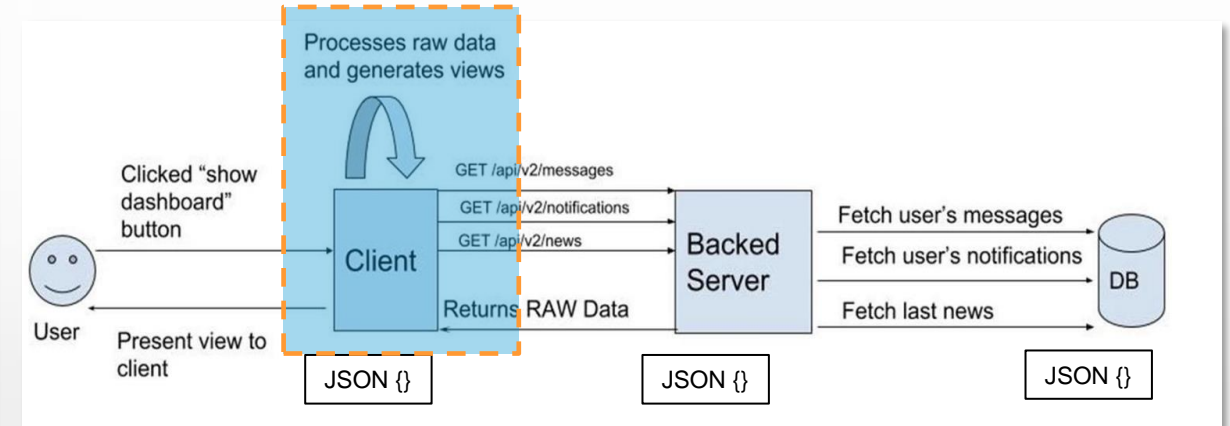 Processes raw data
and generates views
Clicked “show
dashboard”
button
GET /api/v2/messages
GET /api/v2/notifications
GET /api/v2/news
Client
Backed
Server
Returns RAW Data
Fetch user’s messages
Fetch user’s notifications
Fetch last news
DB
User
Present view to
client
JSON {}
JSON {}
JSON {}